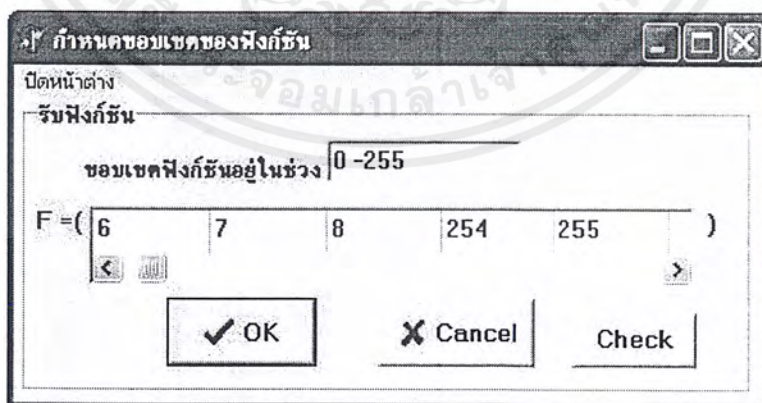 กำหนดขอบเขตของฟังก์ชัน
ปิดหน้าต่าง
รับฟังก์ชัน
ขอบเขตฟังก์ชันอยู่ในช่วง 0 -255
F =( 6 7 8 254 255 )
OK Cancel Check